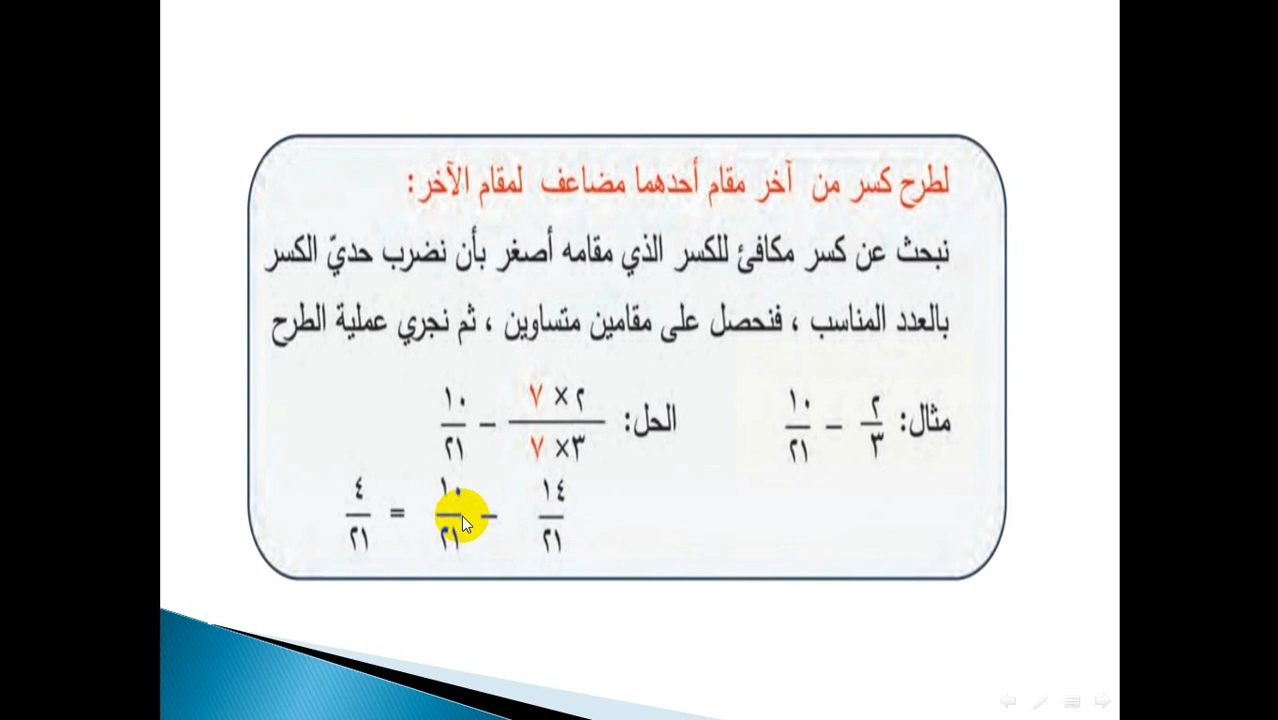 لطرح كسر من آخر مقام أحدهما مضاعف لمقام الآخر:
نبحث عن كسر مكافئ للكسر الذي مقامه أصغر بأن نضرب حديّ الكسر
بالعدد المناسب ، فنحصل على مقامين متساوين ، ثم نجري عملية الطرح
مثال: ٢/٣ − ١٠/٢١ الحل: ٢×٧/٣×٧ − ١٠/٢١
١٤/٢١ − ١٠/٢١ = ٤/٢١